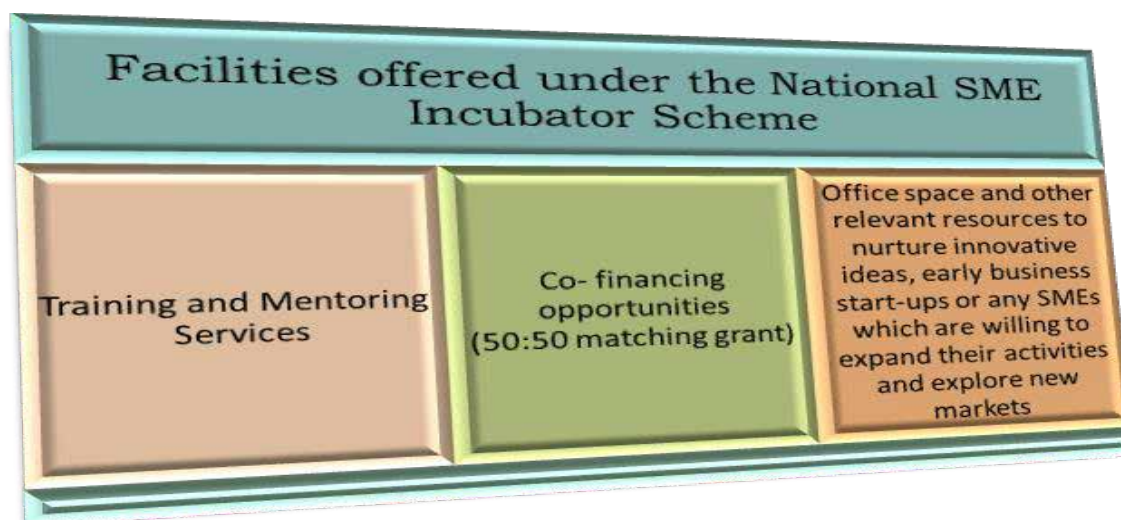 Facilities offered under the National SME
Incubator Scheme
Training and Mentoring
Services
Co- financing
opportunities
(50:50 matching grant)
Office space and other
relevant resources to
nurture innovative
ideas, early business
start-ups or any SMEs
which are willing to
expand their activities
and explore new
markets